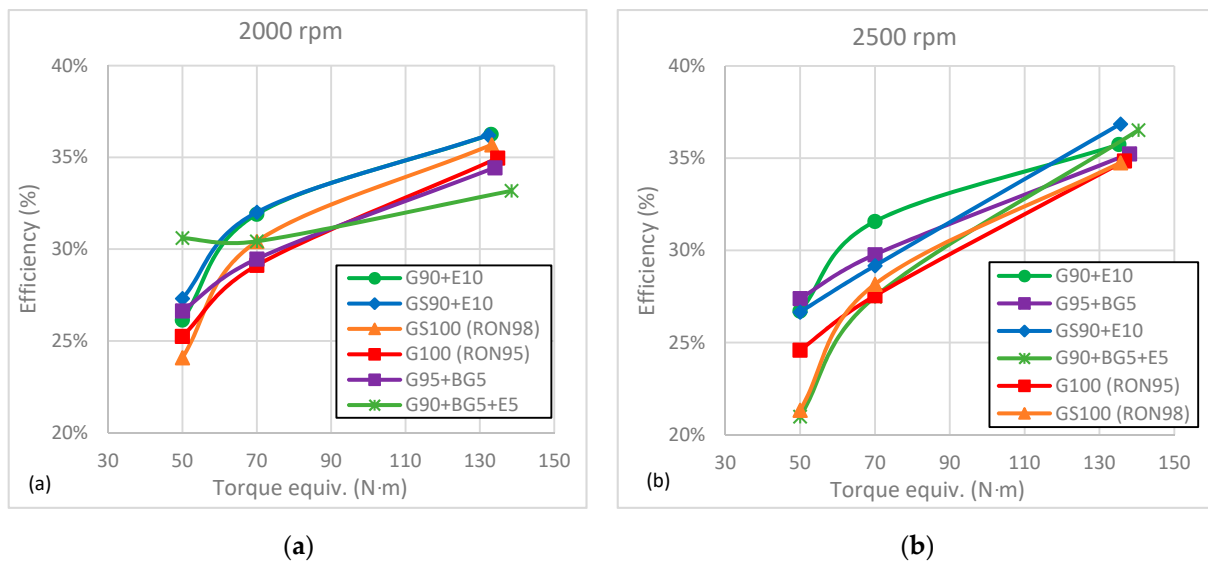 2000 rpm
40%
35%
30%
25%
20%
Efficiency (%)
G90+E10
GS90+E10
GS100 (RON98)
G100 (RON95)
G95+BG5
G90+BG5+E5
30 50 70 90 110 130 150
(a)
Torque equiv. (N·m)
2500 rpm
40%
35%
30%
25%
20%
Efficiency (%)
G90+E10
G95+BG5
GS90+E10
G90+BG5+E5
G100 (RON95)
GS100 (RON98)
30 50 70 90 110 130 150
(b)
Torque equiv. (N·m)
(a)
(b)